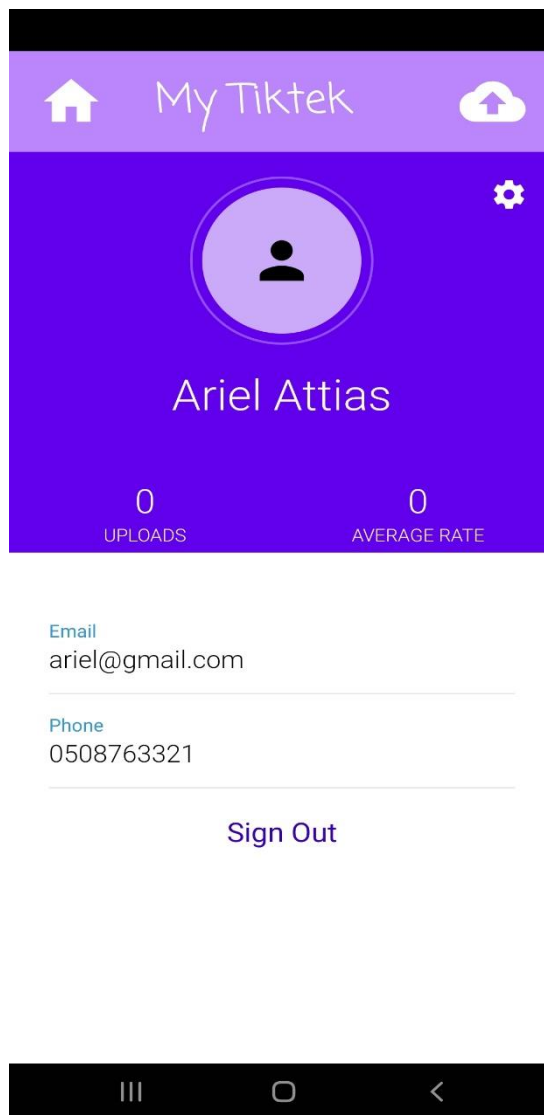 My Tiktek
Ariel Attias
0 0
UPLOADS AVERAGE RATE
Email
ariel@gmail.com
Phone
0508763321
Sign Out